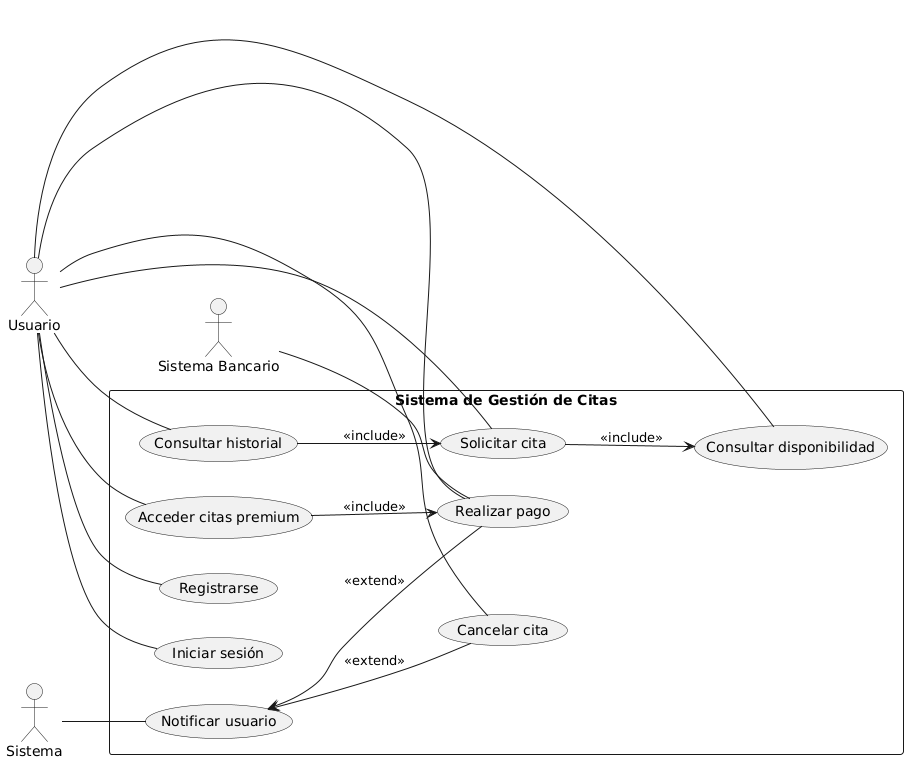 Usuario
Sistema Bancario
Sistema de Gestión de Citas
Consultar historial
«include»
Solicitar cita
«include»
Consultar disponibilidad
Acceder citas premium
«include»
Realizar pago
«extend»
Registrarse
Cancelar cita
Iniciar sesión
«extend»
Notificar usuario
Sistema